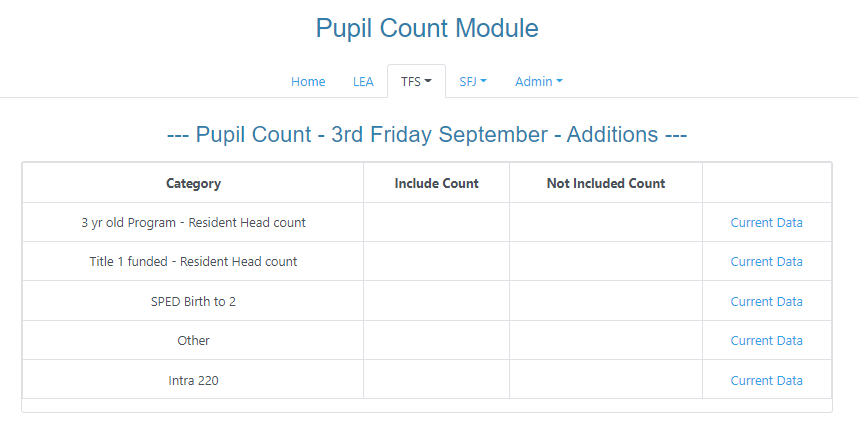 Pupil Count Module
Home LEA TFS SFJ Admin
--- Pupil Count - 3rd Friday September - Additions ---
Category Include Count Not Included Count
3 yr old Program - Resident Head count Current Data
Title 1 funded - Resident Head count Current Data
SPED Birth to 2 Current Data
Other Current Data
Intra 220 Current Data